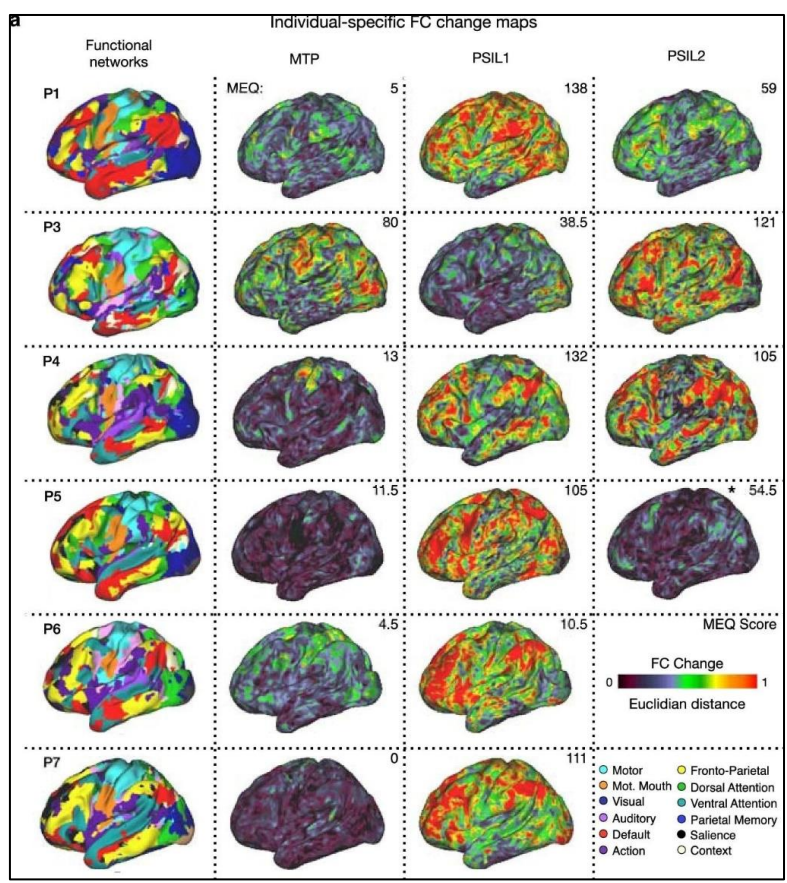 a
Individual-specific FC change maps
Functional
networks
MTP
PSIL1
PSIL2
P1
MEQ:
5
138
59
P3
80
38.5
121
P4
13
132
105
P5
11.5
105
* 54.5
P6
4.5
10.5
MEQ Score
FC Change
0
1
Euclidian distance
P7
0
111
Motor
Mot. Mouth
Visual
Auditory
Default
Action
Fronto-Parietal
Dorsal Attention
Ventral Attention
Parietal Memory
Salience
Context